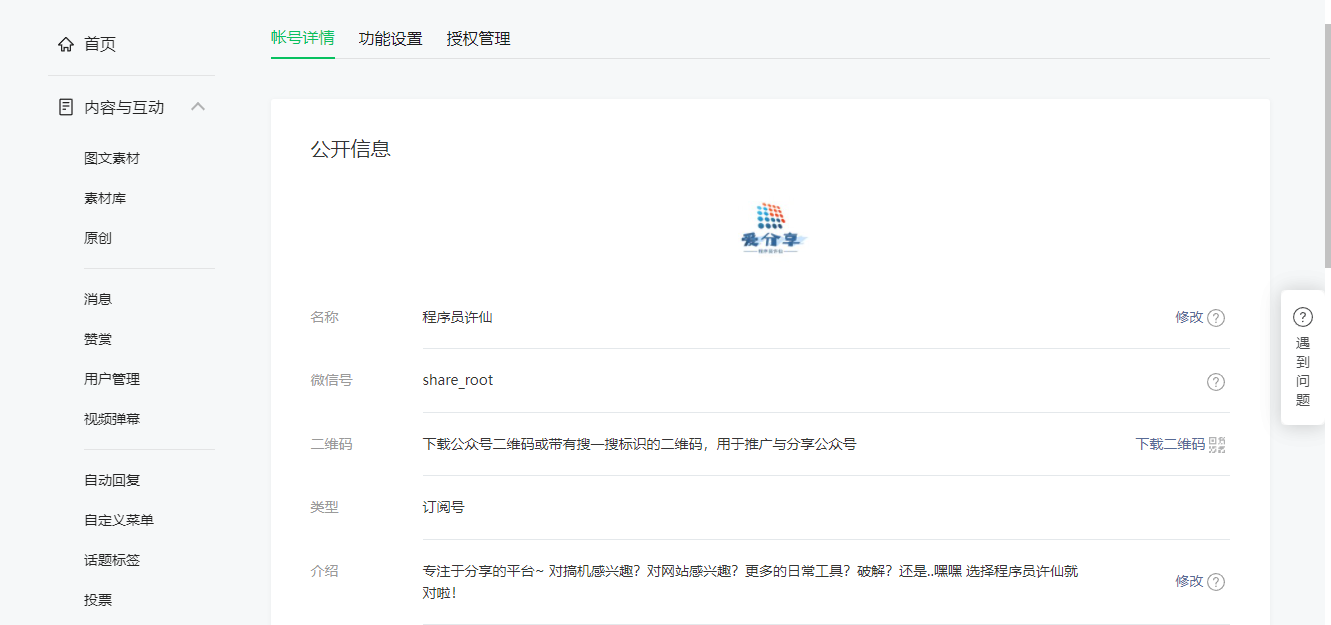 首页
内容与互动
图文素材
素材库
原创
消息
赞赏
用户管理
视频弹幕
自动回复
自定义菜单
话题标签
投票
帐号详情 功能设置 授权管理
公开信息
爱分享
名称 程序员许仙 修改
微信号 share_root
二维码 下载公众号二维码或带有搜一搜标识的二维码，用于推广与分享公众号 下载二维码
类型 订阅号
介绍 专注于分享的平台~ 对搞机感兴趣？对网站感兴趣？更多的日常工具？破解？还是..嘿嘿 选择程序员许仙就
对啦！ 修改
遇
到
问
题